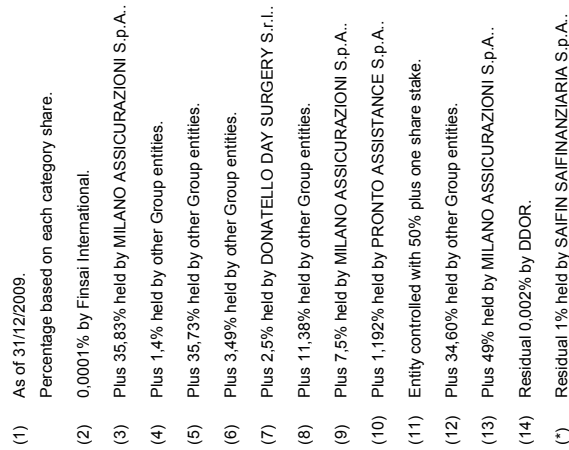 (1) As of 31/12/2009.
Percentage based on each category share.
(2) 0,0001% by Finsai International.
(3) Plus 35,83% held by MILANO ASSICURAZIONI S.p.A..
(4) Plus 1,4% held by other Group entities.
(5) Plus 35,73% held by other Group entities.
(6) Plus 3,49% held by other Group entities.
(7) Plus 2,5% held by DONATELLO DAY SURGERY S.r.l..
(8) Plus 11,38% held by other Group entities.
(9) Plus 7,5% held by MILANO ASSICURAZIONI S.p.A..
(10) Plus 1,192% held by PRONTO ASSISTANCE S.p.A..
(11) Entity controlled with 50% plus one share stake.
(12) Plus 34,60% held by other Group entities.
(13) Plus 49% held by MILANO ASSICURAZIONI S.p.A..
(14) Residual 0,002% by DDOR.
(*) Residual 1% held by SAIFIN SAIFINANZIARIA S.p.A..